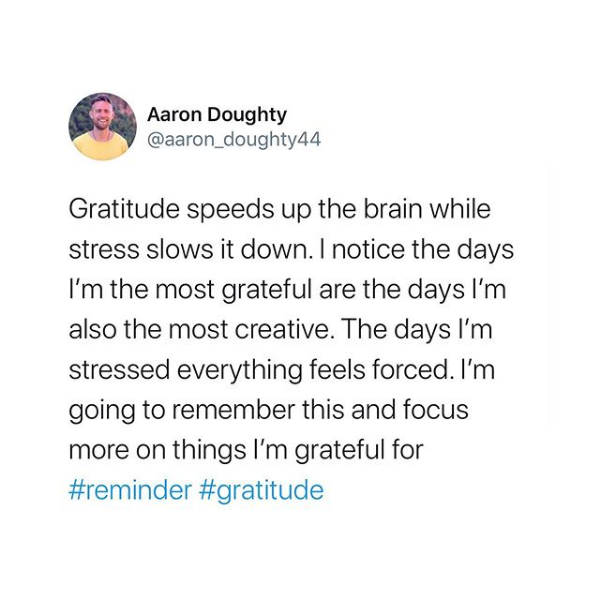 Aaron Doughty
@aaron_doughty44
Gratitude speeds up the brain while
stress slows it down. I notice the days
I'm the most grateful are the days I'm
also the most creative. The days I'm
stressed everything feels forced. I'm
going to remember this and focus
more on things I'm grateful for
#reminder #gratitude